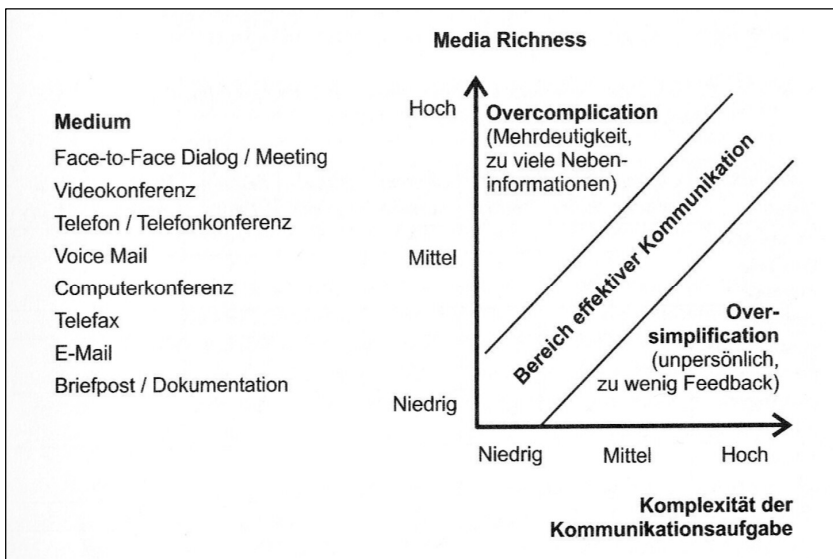 Media Richness
Medium
Face-to-Face Dialog / Meeting
Videokonferenz
Telefon / Telefonkonferenz
Voice Mail
Computerkonferenz
Telefax
E-Mail
Briefpost / Dokumentation
Hoch
Mittel
Niedrig
Overcomplication
(Mehrdeutigkeit,
zu viele Neben-
informationen)
Bereich effektiver Kommunikation
Over-
simplification
(unpersönlich,
zu wenig Feedback)
Niedrig Mittel Hoch
Komplexität der
Kommunikationsaufgabe